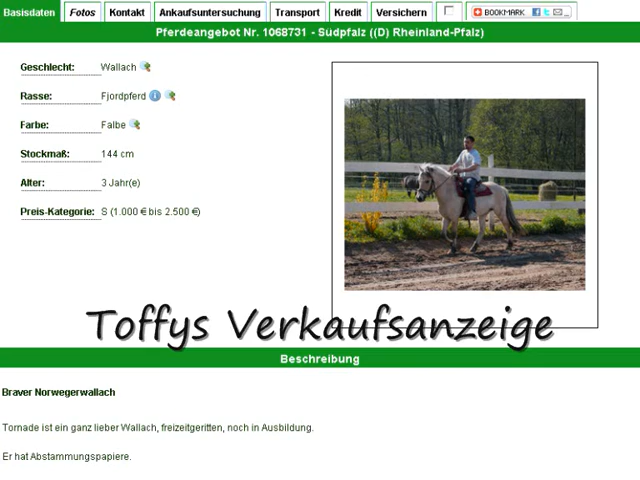 Basisdaten Fotos Kontakt Ankaufsuntersuchung Transport Kredit Versichern BOOKMARK
Pferdeangebot Nr. 1068731 - Südpfalz ((D) Rheinland-Pfalz)
Geschlecht: Wallach
Rasse: Fjordpferd
Farbe: Falbe
Stockmaß: 144 cm
Alter: 3 Jahr(e)
Preis-Kategorie: S (1.000 € bis 2.500 €)
Toffys Verkaufsanzeige
Beschreibung
Braver Norwegerwallach
Tornade ist ein ganz lieber Wallach, freizeitgeritten, noch in Ausbildung.
Er hat Abstammungspapiere.